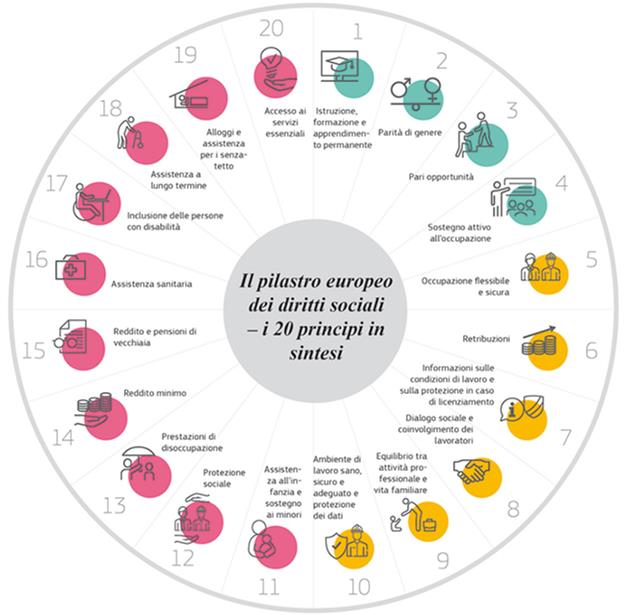 Il pilastro europeo
dei diritti sociali
– i 20 principi in
sintesi
1
Istruzione,
formazione e
apprendimen-
to permanente
2
Parità di genere
3
Pari opportunità
4
Sostegno attivo
all'occupazione
5
Occupazione flessibile
e sicura
6
Retribuzioni
7
Informazioni sulle
condizioni di lavoro e
sulla protezione in caso
di licenziamento
8
Dialogo sociale e
coinvolgimento dei
lavoratori
9
Equilibrio tra
attività pro-
fessionale e
vita familiare
10
Ambiente di
lavoro sano,
sicuro e
adeguato e
protezione
dei dati
11
Assisten-
za all'in-
fanzia e
sostegno
ai minori
12
Protezione
sociale
13
Prestazioni di
disoccupazione
14
Reddito minimo
15
Reddito e pensioni di
vecchiaia
16
Assistenza sanitaria
17
Inclusione delle persone
con disabilità
18
Assistenza a
lungo termine
19
Alloggi e
assistenza
per i senza-
tetto
20
Accesso ai
servizi
essenziali